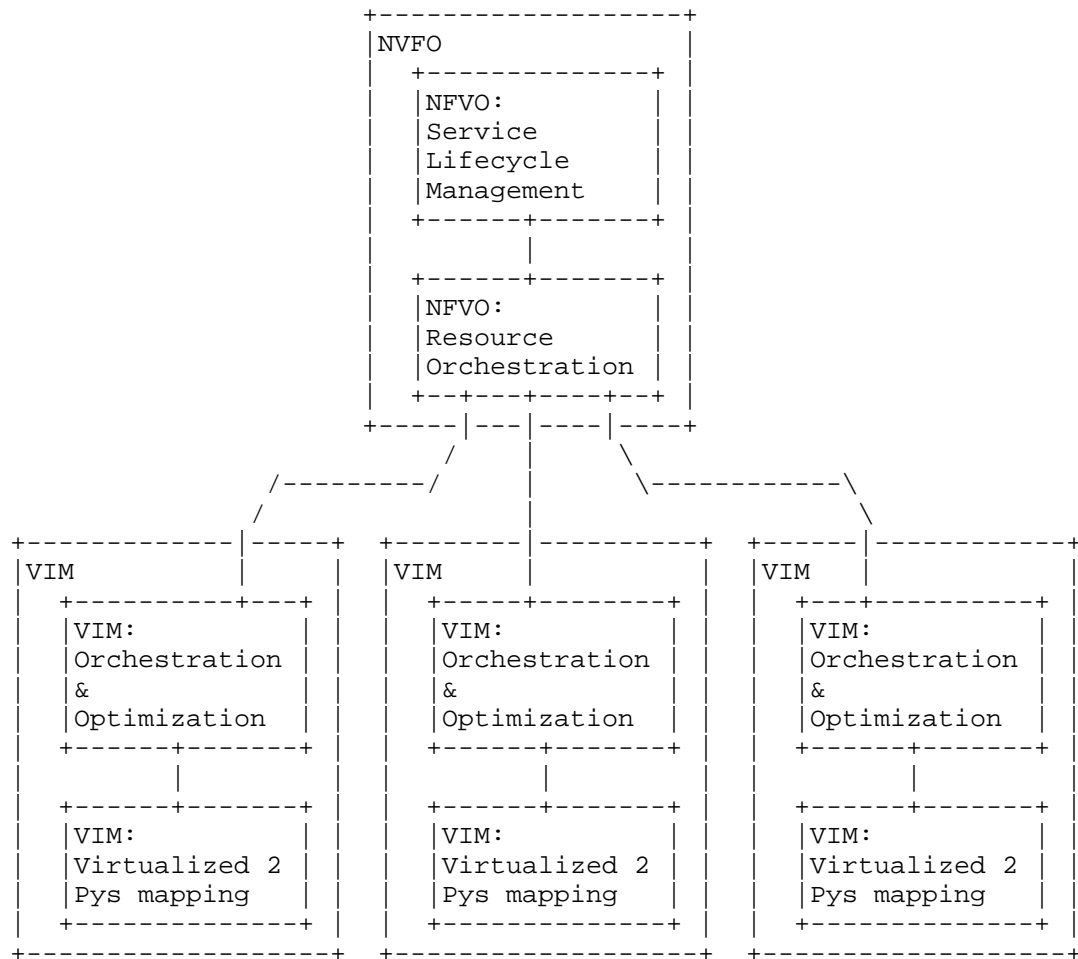 NVFO
NFVO:
Service
Lifecycle
Management
NFVO:
Resource
Orchestration
VIM
VIM:
Orchestration
&
Optimization
VIM:
Virtualized 2
Pys mapping
VIM
VIM:
Orchestration
&
Optimization
VIM:
Virtualized 2
Pys mapping
VIM
VIM:
Orchestration
&
Optimization
VIM:
Virtualized 2
Pys mapping